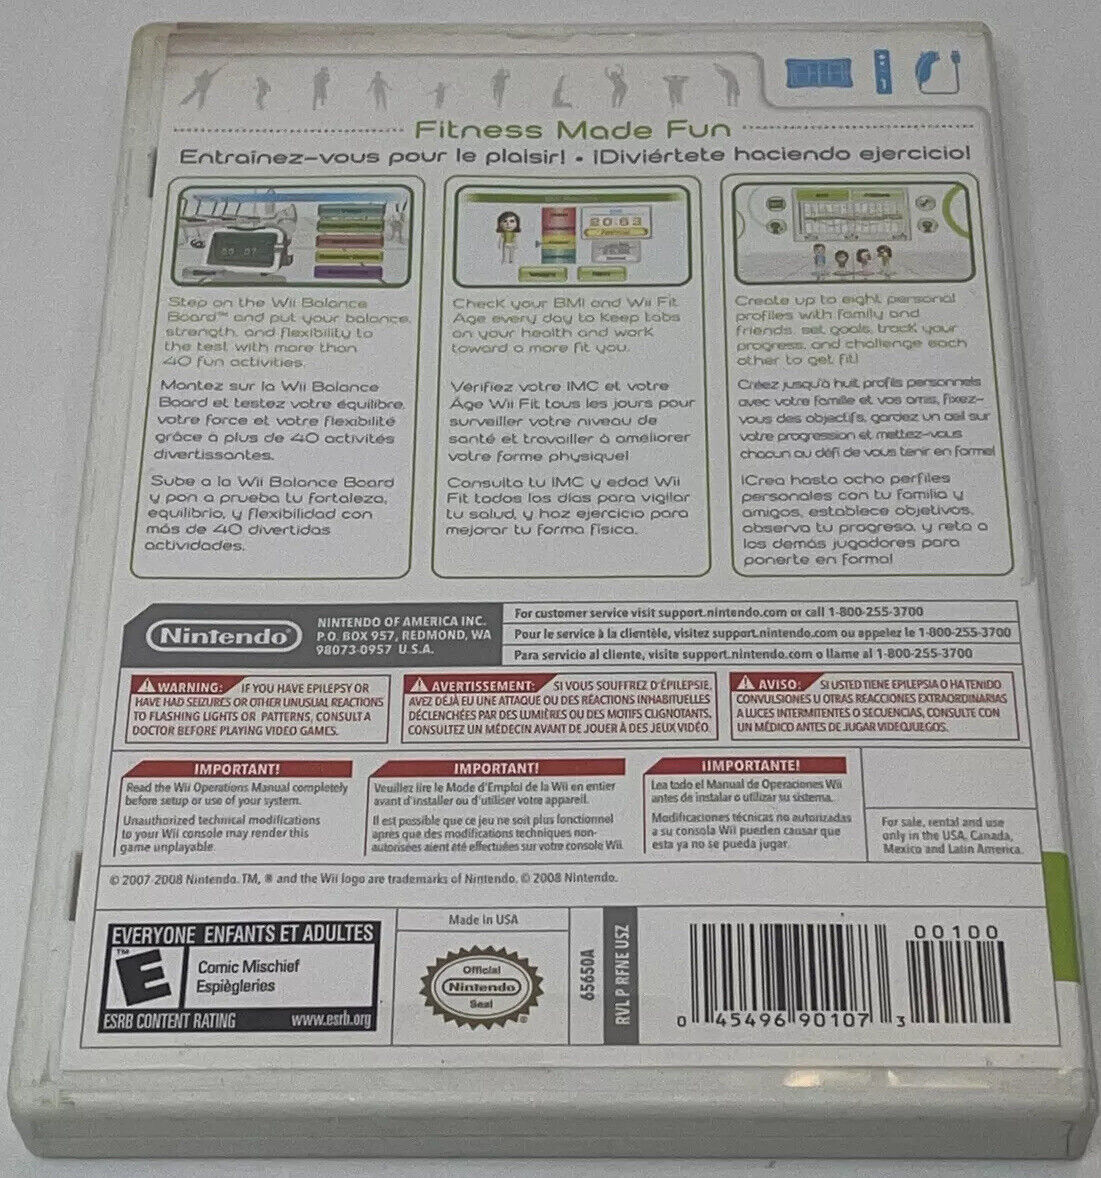 Fitness Made Fun
Entraînez-vous pour le plaisir! • ¡Diviértete haciendo ejercicio!
Step on the Wii Balance
Board™ and put your balance,
strength, and flexibility to
the test with more than
40 fun activities.
Montez sur la Wii Balance
Board et testez votre équilibre,
votre force et votre flexibilité
grâce à plus de 40 activités
divertissantes.
Sube a la Wii Balance Board
y pon a prueba tu fortaleza,
equilibrio, y flexibilidad con
más de 40 divertidas
actividades.
20.63
Check your BMI and Wii Fit
Age every day to keep tabs
on your health and work
toward a more fit you.
Vérifiez votre IMC et votre
Âge Wii Fit tous les jours pour
surveiller votre niveau de
santé et travailler à améliorer
votre forme physique!
Consulta tu IMC y edad Wii
Fit todos los días para vigilar
tu salud, y haz ejercicio para
mejorar tu forma física.
Create up to eight personal
profiles with family and
friends, set goals, track your
progress, and challenge each
other to get fit!
Créez jusqu'à huit profils personnels
avec votre famille et vos amis, fixez-
vous des objectifs, gardez un œil sur
votre progression et mettez-vous
chacun au défi de vous tenir en forme!
¡Crea hasta ocho perfiles
personales con tu familia y
amigos, establece objetivos,
observa tu progreso, y reta a
los demás jugadores para
ponerte en forma!
Nintendo
NINTENDO OF AMERICA INC.
P.O. BOX 957, REDMOND, WA
98073-0957 U.S.A.
For customer service visit support.nintendo.com or call 1-800-255-3700
Pour le service à la clientèle, visitez support.nintendo.com ou appelez le 1-800-255-3700
Para servicio al cliente, visite support.nintendo.com o llame al 1-800-255-3700
WARNING: IF YOU HAVE EPILEPSY OR
HAVE HAD SEIZURES OR OTHER UNUSUAL REACTIONS
TO FLASHING LIGHTS OR PATTERNS, CONSULT A
DOCTOR BEFORE PLAYING VIDEO GAMES.
AVERTISSEMENT: SI VOUS SOUFFREZ D'ÉPILEPSIE,
AVEZ DÉJÀ EU UNE ATTAQUE OU DES RÉACTIONS INHABITUELLES
DÉCLENCHÉES PAR DES LUMIÈRES OU DES MOTIFS CLIGNOTANTS,
CONSULTEZ UN MÉDECIN AVANT DE JOUER À DES JEUX VIDÉO.
AVISO: SI USTED TIENE EPILEPSIA O HA TENIDO
CONVULSIONES U OTRAS REACCIONES EXTRAORDINARIAS
A LUCES INTERMITENTES O SECUENCIAS, CONSULTE CON
UN MÉDICO ANTES DE JUGAR VIDEOJUEGOS.
IMPORTANT!
Read the Wii Operations Manual completely
before setup or use of your system.
Unauthorized technical modifications
to your Wii console may render this
game unplayable.
IMPORTANT!
Veuillez lire le Mode d'Emploi de la Wii en entier
avant d'installer ou d'utiliser votre appareil.
Il est possible que ce jeu ne soit plus fonctionnel
après que des modifications techniques non-
autorisées aient été effectuées sur votre console Wii.
¡IMPORTANTE!
Lea todo el Manual de Operaciones Wii
antes de instalar o utilizar su sistema.
Modificaciones técnicas no autorizadas
a su consola Wii pueden causar que
esta ya no se pueda jugar.
For sale, rental and use
only in the USA, Canada,
Mexico and Latin America.
© 2007-2008 Nintendo. TM, ® and the Wii logo are trademarks of Nintendo. © 2008 Nintendo.
EVERYONE ENFANTS ET ADULTES
E™
Comic Mischief
Espiègleries
ESRB CONTENT RATING www.esrb.org
Made in USA
Official
Nintendo
Seal
®
65650A
RVL P RFNE USZ
0 45496 90107 3
00100